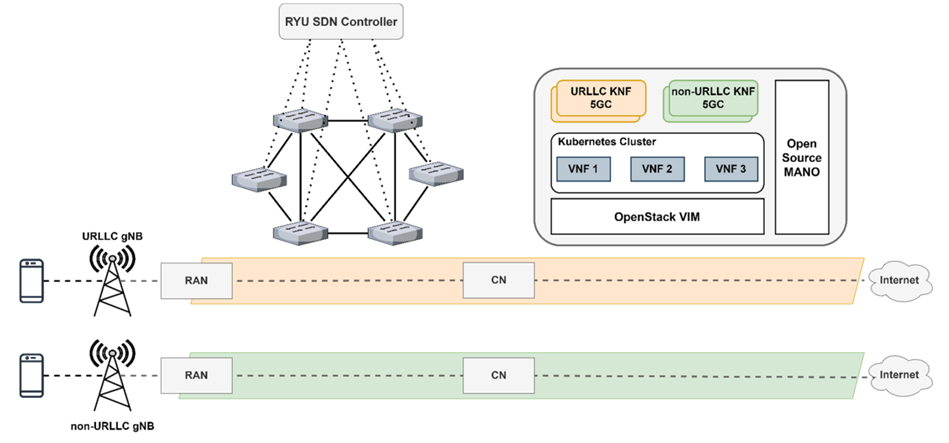 RYU SDN Controller
URLLC KNF
5GC
non-URLLC KNF
5GC
Kubernetes Cluster
VNF 1
VNF 2
VNF 3
Open
Source
MANO
OpenStack VIM
URLLC gNB
RAN
CN
Internet
RAN
CN
Internet
non-URLLC gNB